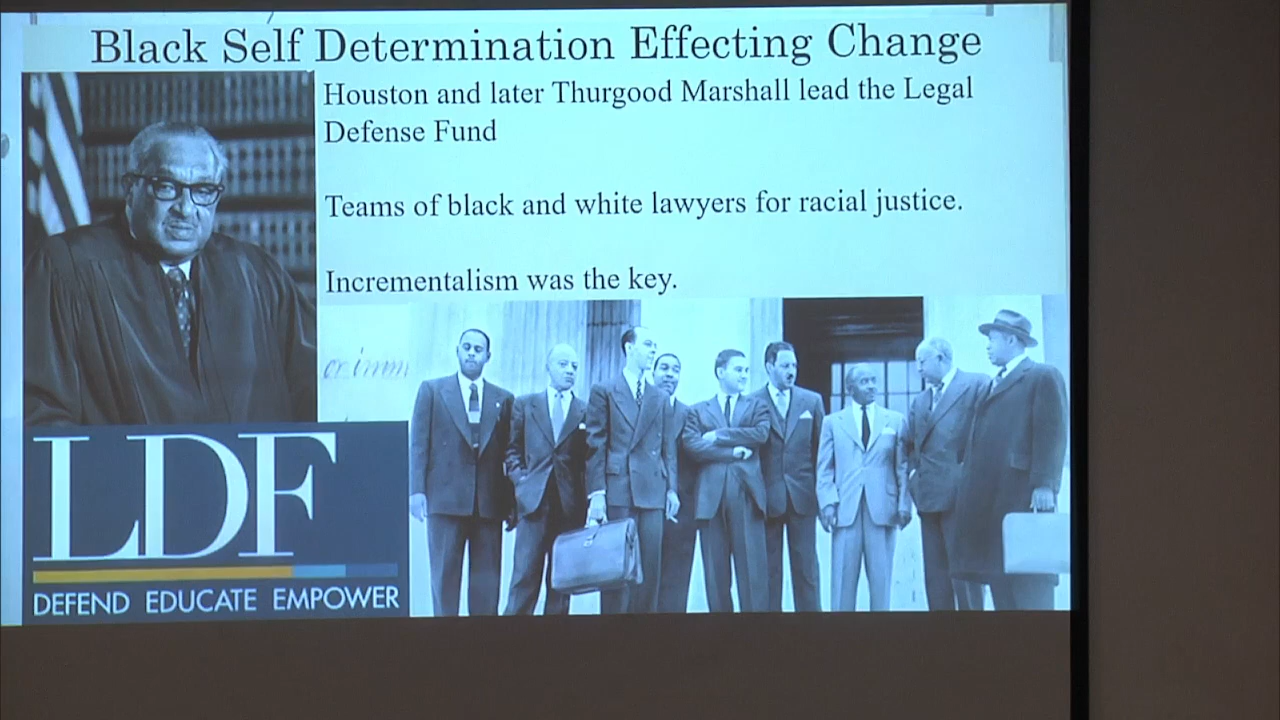 Black Self Determination Effecting Change
Houston and later Thurgood Marshall lead the Legal
Defense Fund
Teams of black and white lawyers for racial justice.
Incrementalism was the key.
crimm
LDF
DEFEND EDUCATE EMPOWER